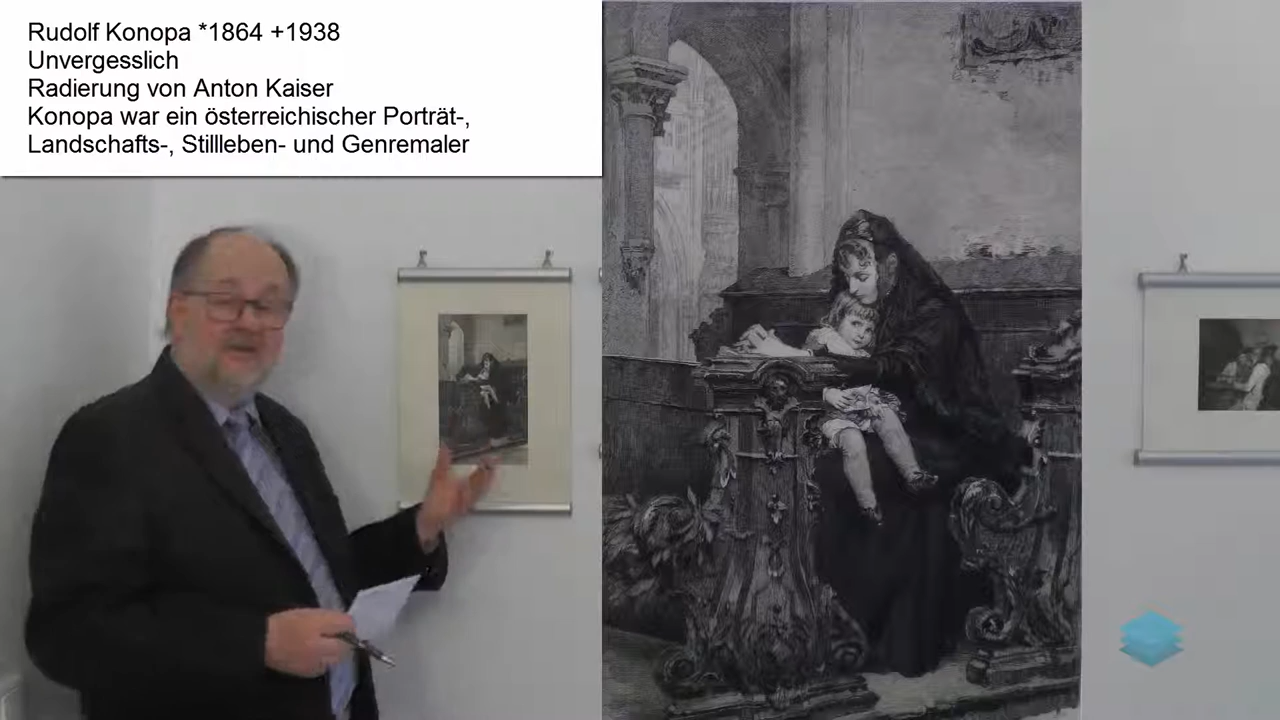 Rudolf Konopa *1864 +1938
Unvergesslich
Radierung von Anton Kaiser
Konopa war ein österreichischer Porträt-,
Landschafts-, Stillleben- und Genremaler